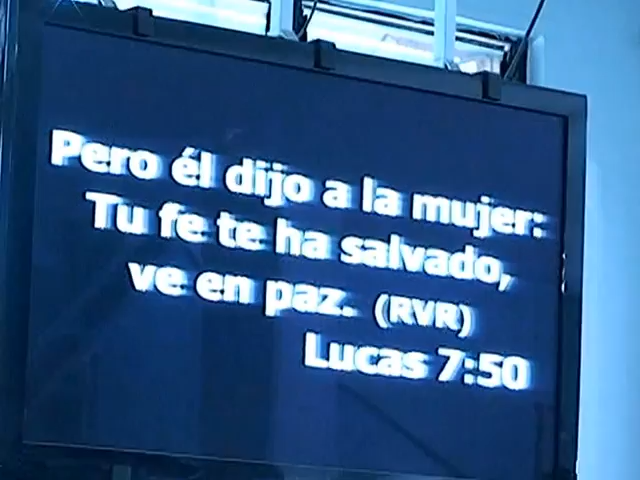 Pero él dijo a la mujer:
Tu fe te ha salvado,
ve en paz. (RVR)
Lucas 7:50